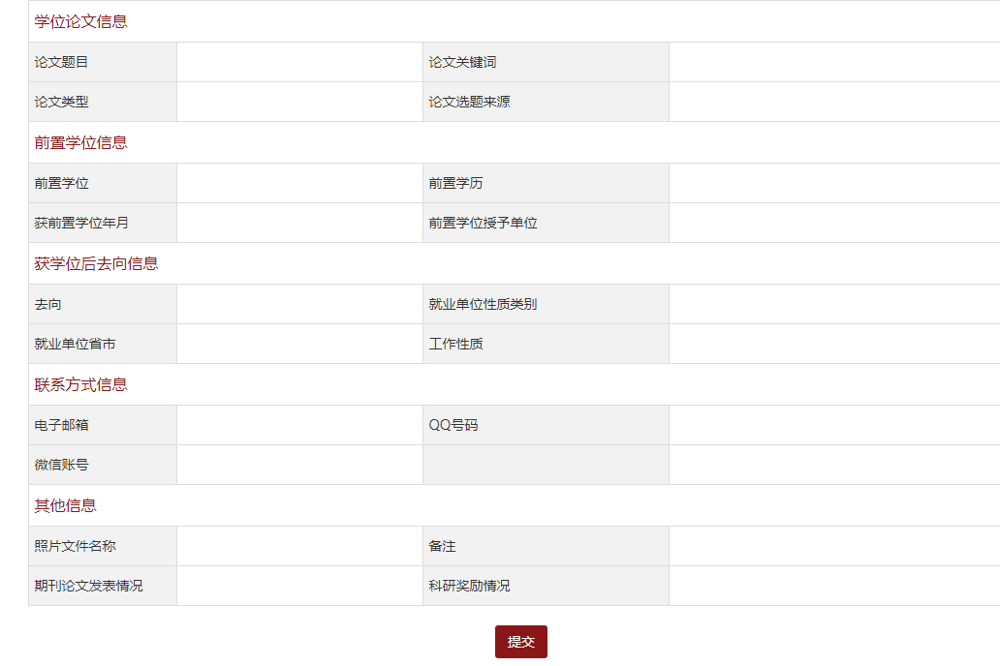 学位论文信息
论文题目 论文关键词
论文类型 论文选题来源
前置学位信息
前置学位 前置学历
获前置学位年月 前置学位授予单位
获学位后去向信息
去向 就业单位性质类别
就业单位省市 工作性质
联系方式信息
电子邮箱 QQ号码
微信账号
其他信息
照片文件名称 备注
期刊论文发表情况 科研奖励情况
提交